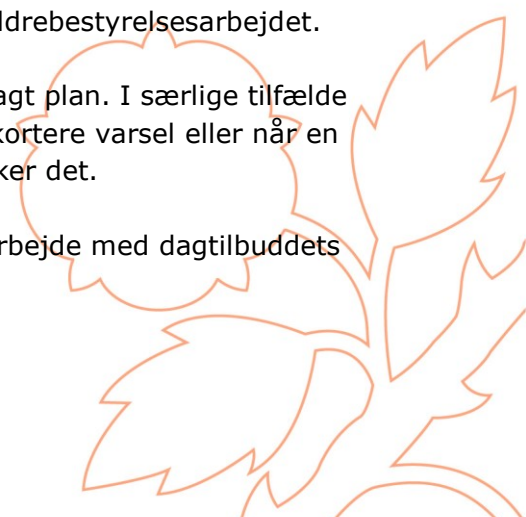 ldrebestyrelsesarbejdet.
agt plan. I særlige tilfælde
kortere varsel eller når en
ker det.
rbejde med dagtilbuddets